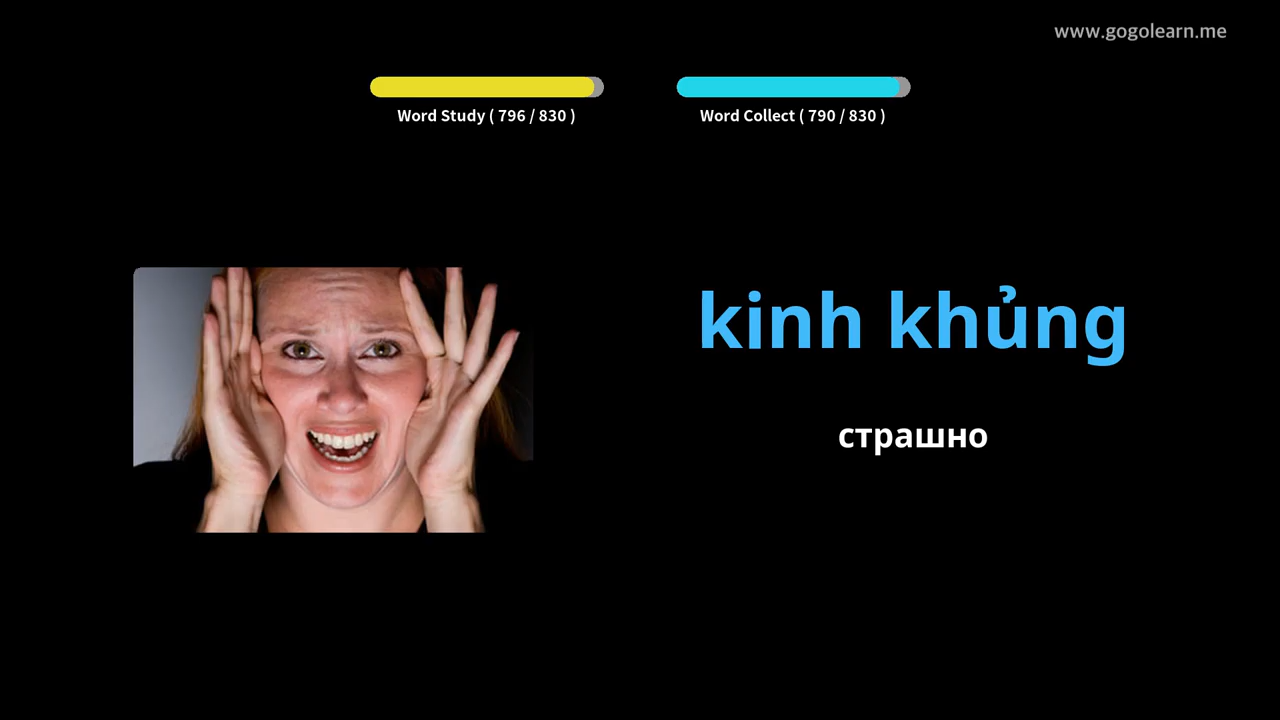 www.gogolearn.me
Word Study ( 796 / 830 )
Word Collect ( 790 / 830 )
kinh khủng
страшно